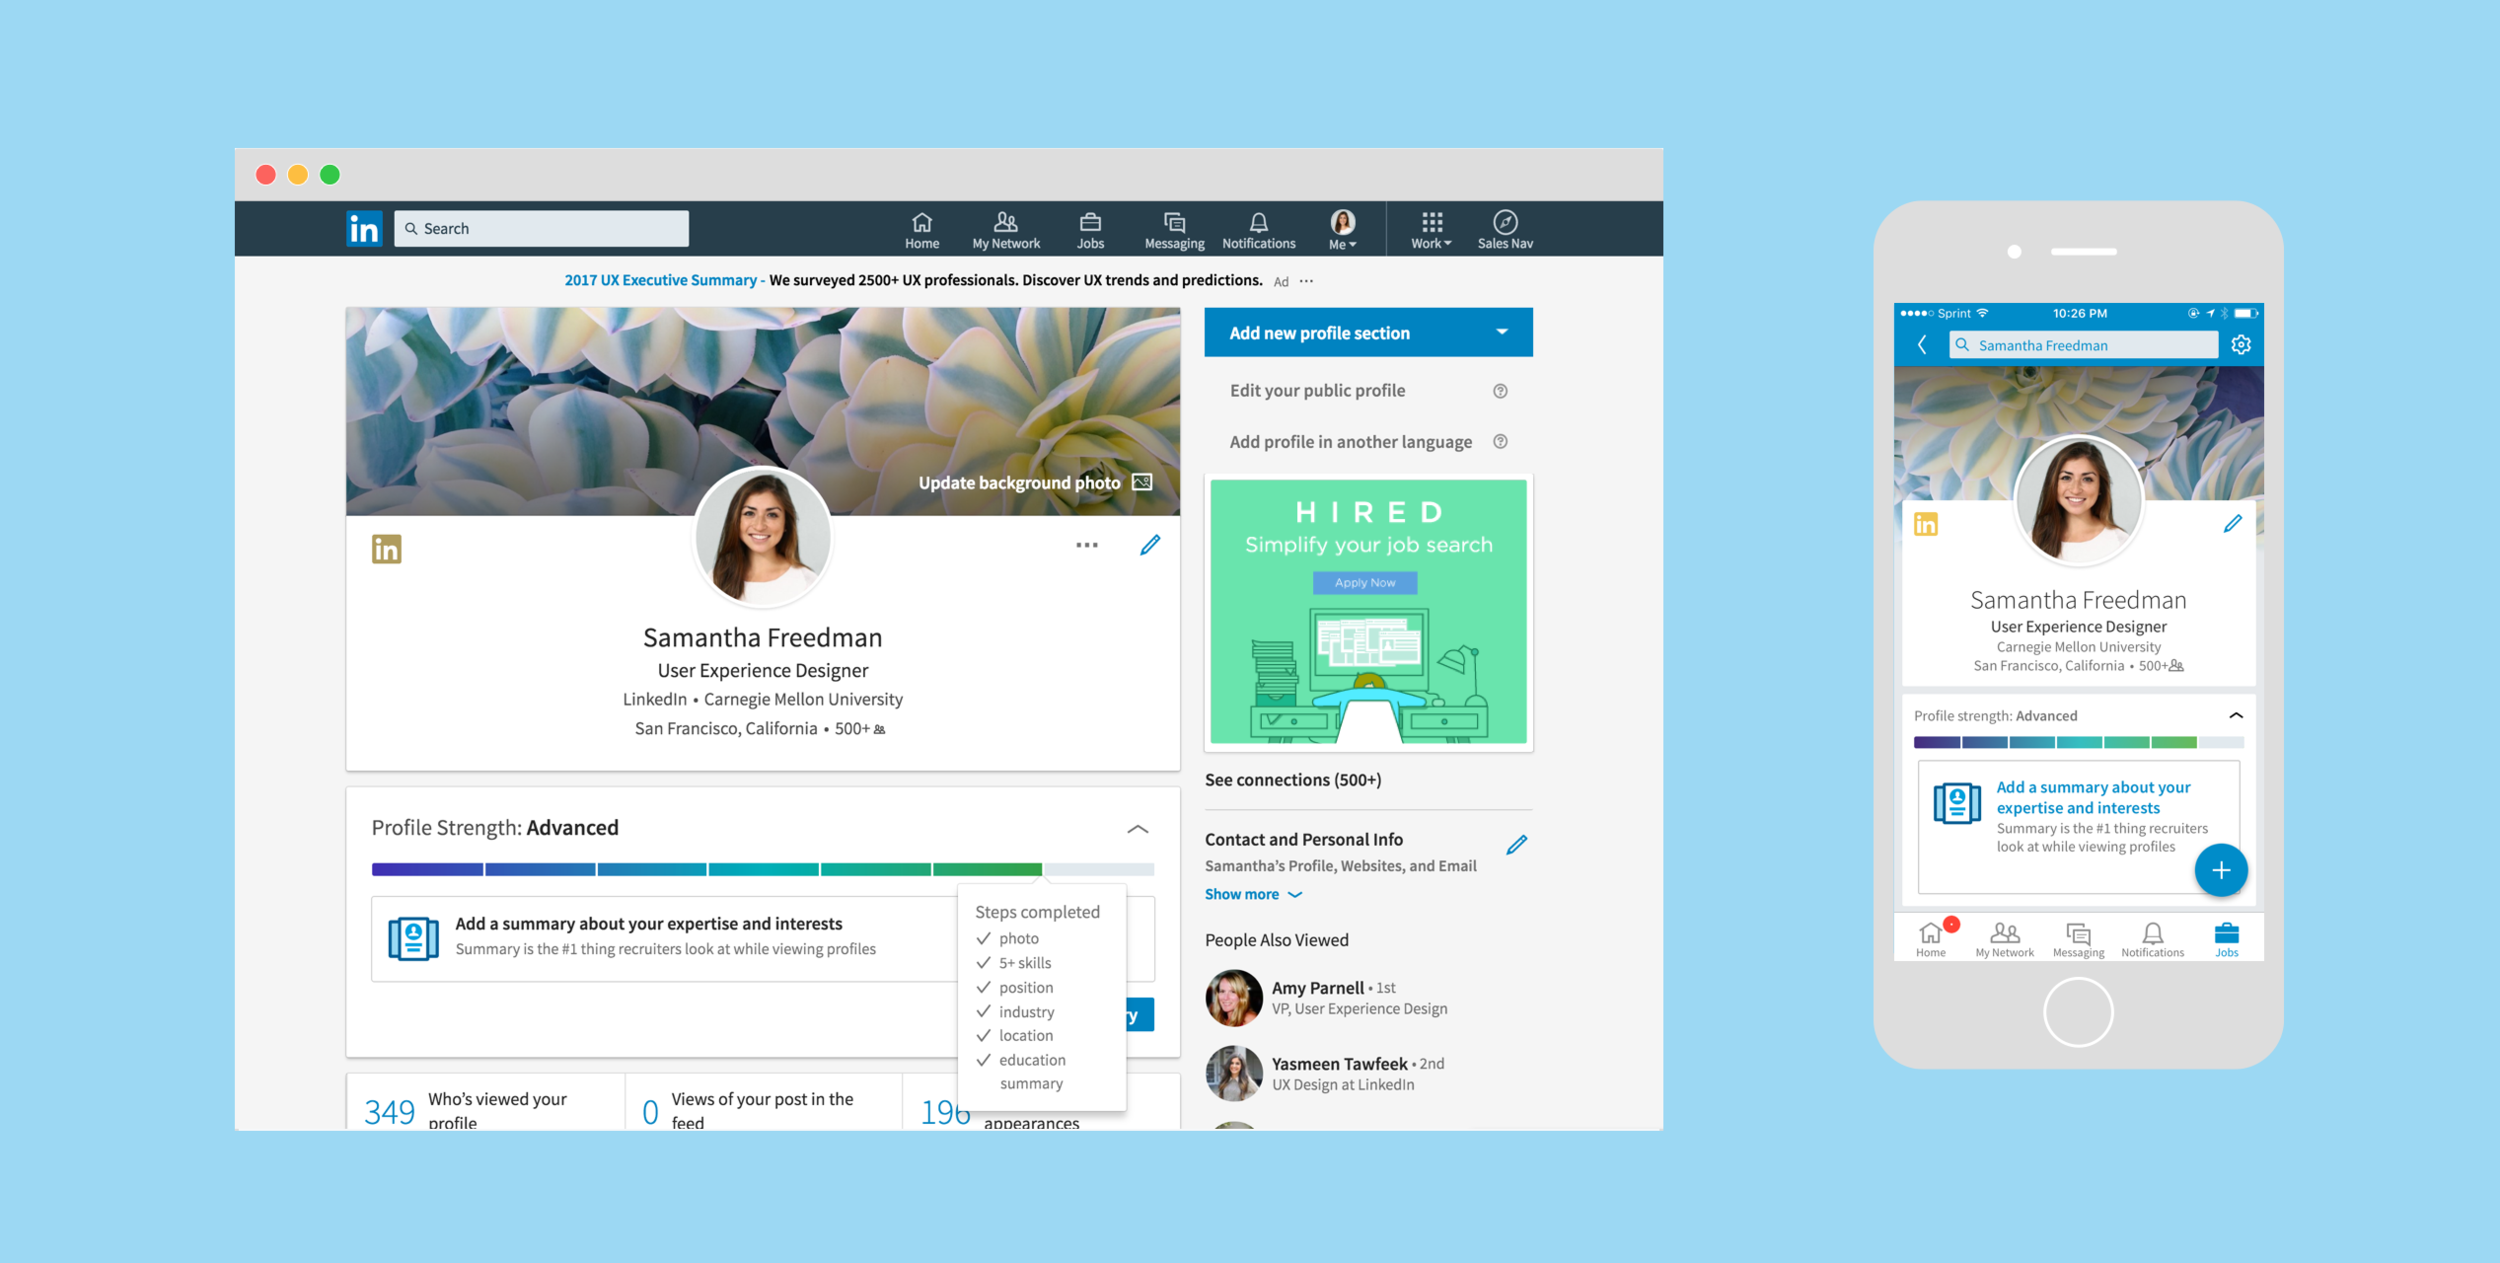 in
Search
Home
My Network
Jobs
Messaging
Notifications
Me
Work
Sales Nav
2017 UX Executive Summary - We surveyed 2500+ UX professionals. Discover UX trends and predictions. Ad ···
Update background photo
in
Samantha Freedman
User Experience Designer
LinkedIn • Carnegie Mellon University
San Francisco, California • 500+
Profile Strength: Advanced
Add a summary about your expertise and interests
Summary is the #1 thing recruiters look at while viewing profiles
Steps completed
photo
5+ skills
position
industry
location
education
summary
349 Who's viewed your
profile
0 Views of your post in the
feed
196
appearances
Add new profile section
Edit your public profile
Add profile in another language
HIRED
Simplify your job search
Apply Now
See connections (500+)
Contact and Personal Info
Samantha's Profile, Websites, and Email
Show more
People Also Viewed
Amy Parnell • 1st
VP, User Experience Design
Yasmeen Tawfeek • 2nd
UX Design at LinkedIn
Sprint
10:26 PM
Samantha Freedman
in
Samantha Freedman
User Experience Designer
Carnegie Mellon University
San Francisco, California • 500+
Profile strength: Advanced
Add a summary about your
expertise and interests
Summary is the #1 thing recruiters
look at while viewing profiles
Home
My Network
Messaging
Notifications
Jobs